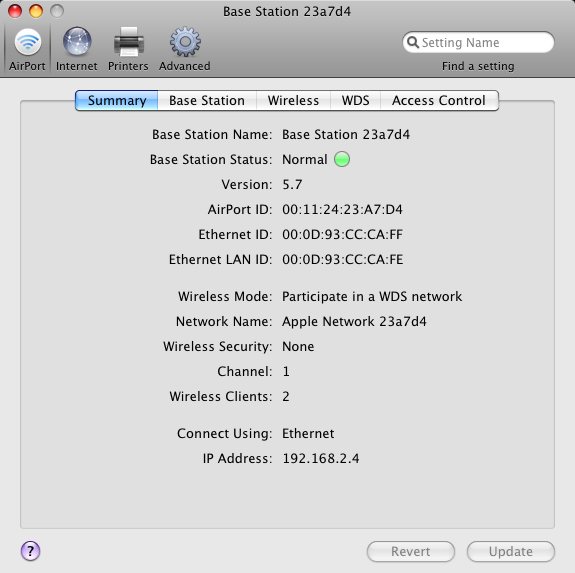 Base Station 23a7d4
AirPort Internet Printers Advanced
Setting Name
Find a setting
Summary Base Station Wireless WDS Access Control
Base Station Name: Base Station 23a7d4
Base Station Status: Normal
Version: 5.7
AirPort ID: 00:11:24:23:A7:D4
Ethernet ID: 00:0D:93:CC:CA:FF
Ethernet LAN ID: 00:0D:93:CC:CA:FE
Wireless Mode: Participate in a WDS network
Network Name: Apple Network 23a7d4
Wireless Security: None
Channel: 1
Wireless Clients: 2
Connect Using: Ethernet
IP Address: 192.168.2.4
? Revert Update